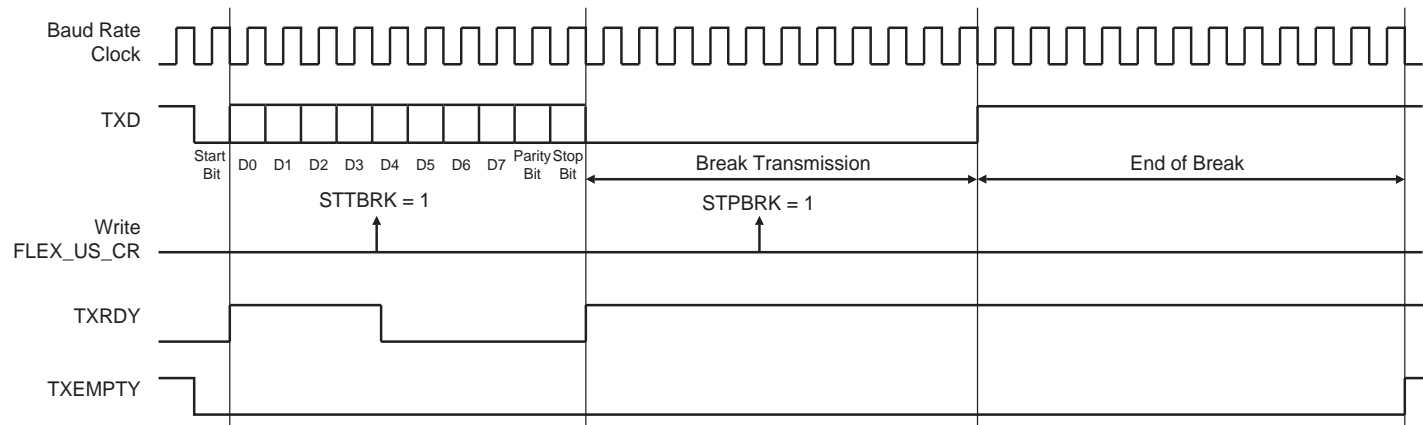 Baud Rate
Clock
TXD
Start
Bit
D0
D1
D2
D3
D4
D5
D6
D7
Parity
Bit
Stop
Bit
Break Transmission
End of Break
STTBRK = 1
STPBRK = 1
Write
FLEX_US_CR
TXRDY
TXEMPTY